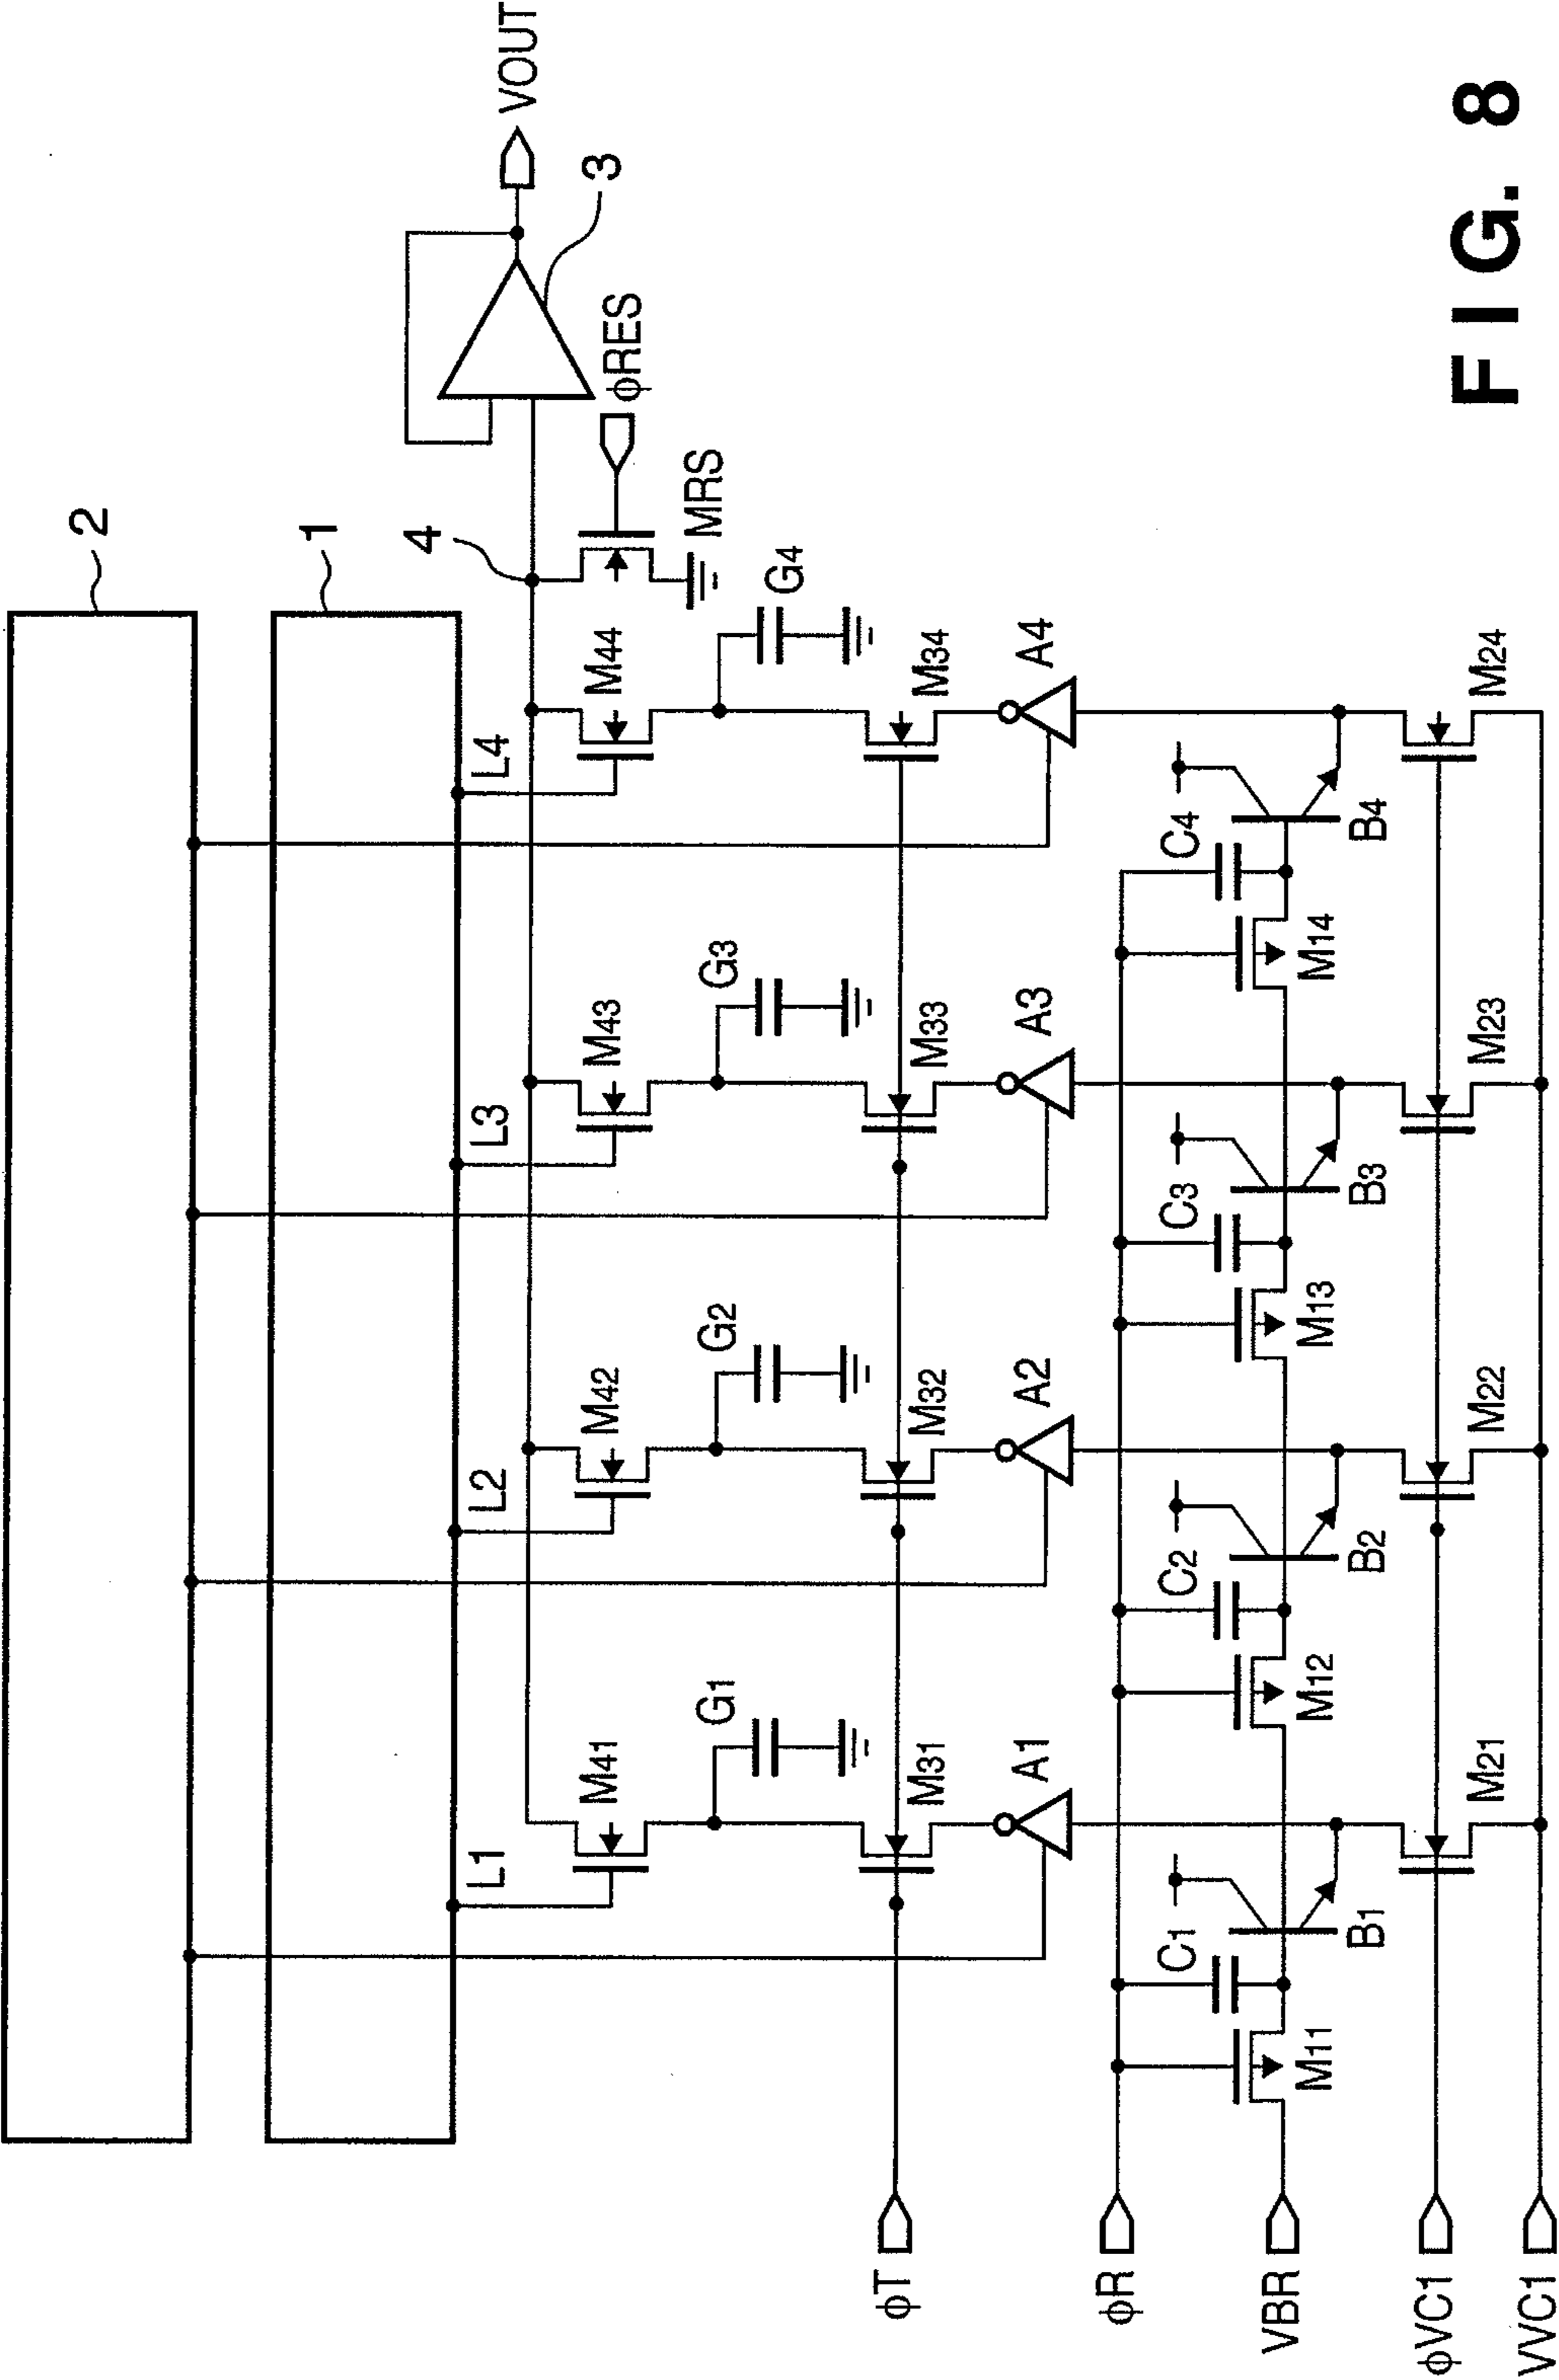 2
1
L1
L2
L3
L4
4
VOUT
3
ϕRES
MRS
M41
M42
M43
M44
G1
G2
G3
G4
ϕT
M31
M32
M33
M34
A1
A2
A3
A4
ϕR
C1
C2
C3
C4
VBR
M11
M12
M13
M14
B1
B2
B3
B4
ϕVC1
M21
M22
M23
M24
VVC1
FIG. 8